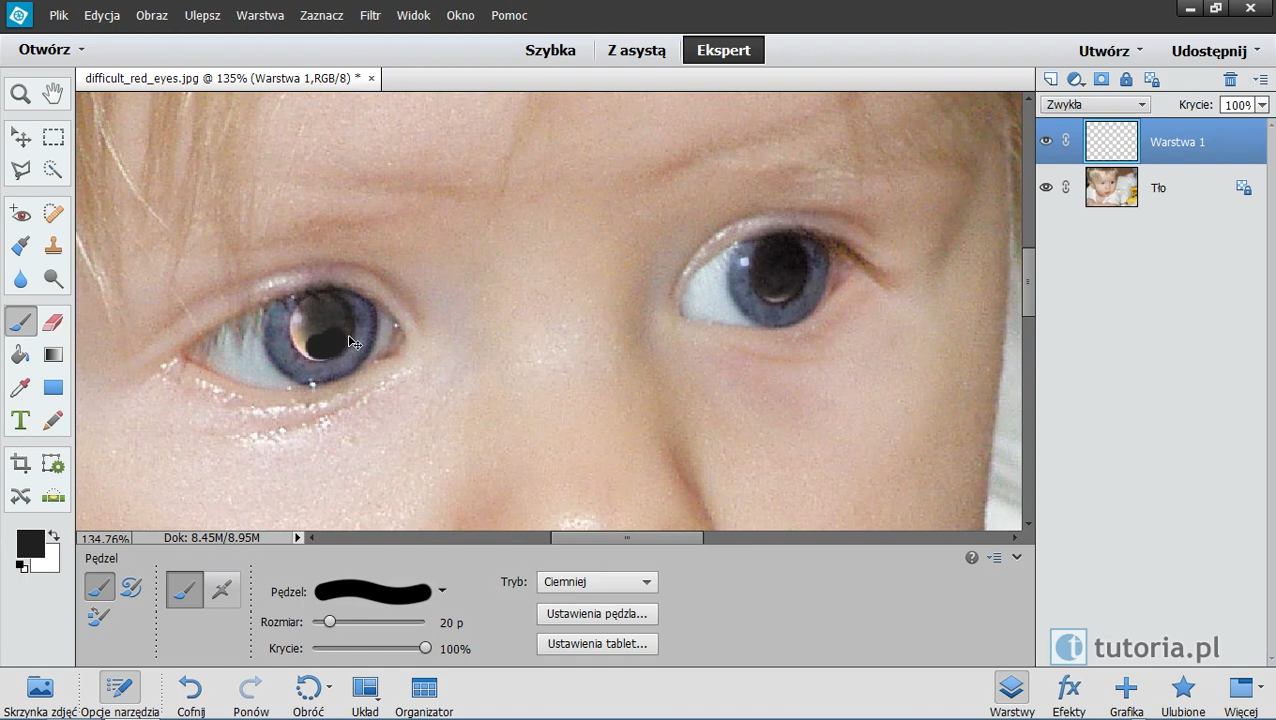 Plik Edycja Obraz Ulepsz Warstwa Zaznacz Filtr Widok Okno Pomoc
Otwórz Szybka Z asystą Ekspert Utwórz Udostępnij
difficult_red_eyes.jpg @ 135% (Warstwa 1,RGB/8) * ×
Zwykła Krycie: 100%
Warstwa 1
Tło
T
134.76% Dok: 8.45M/8.95M
Pędzel
Pędzel: Tryb: Ciemniej
Ustawienia pędzla...
Rozmiar: 20 p
Ustawienia tablet...
Krycie: 100%
t tutoria.pl
Skrzynka zdjęć Opcje narzędzia Cofnij Ponów Obróć Układ Organizator Warstwy Efekty Grafika Ulubione Więcej